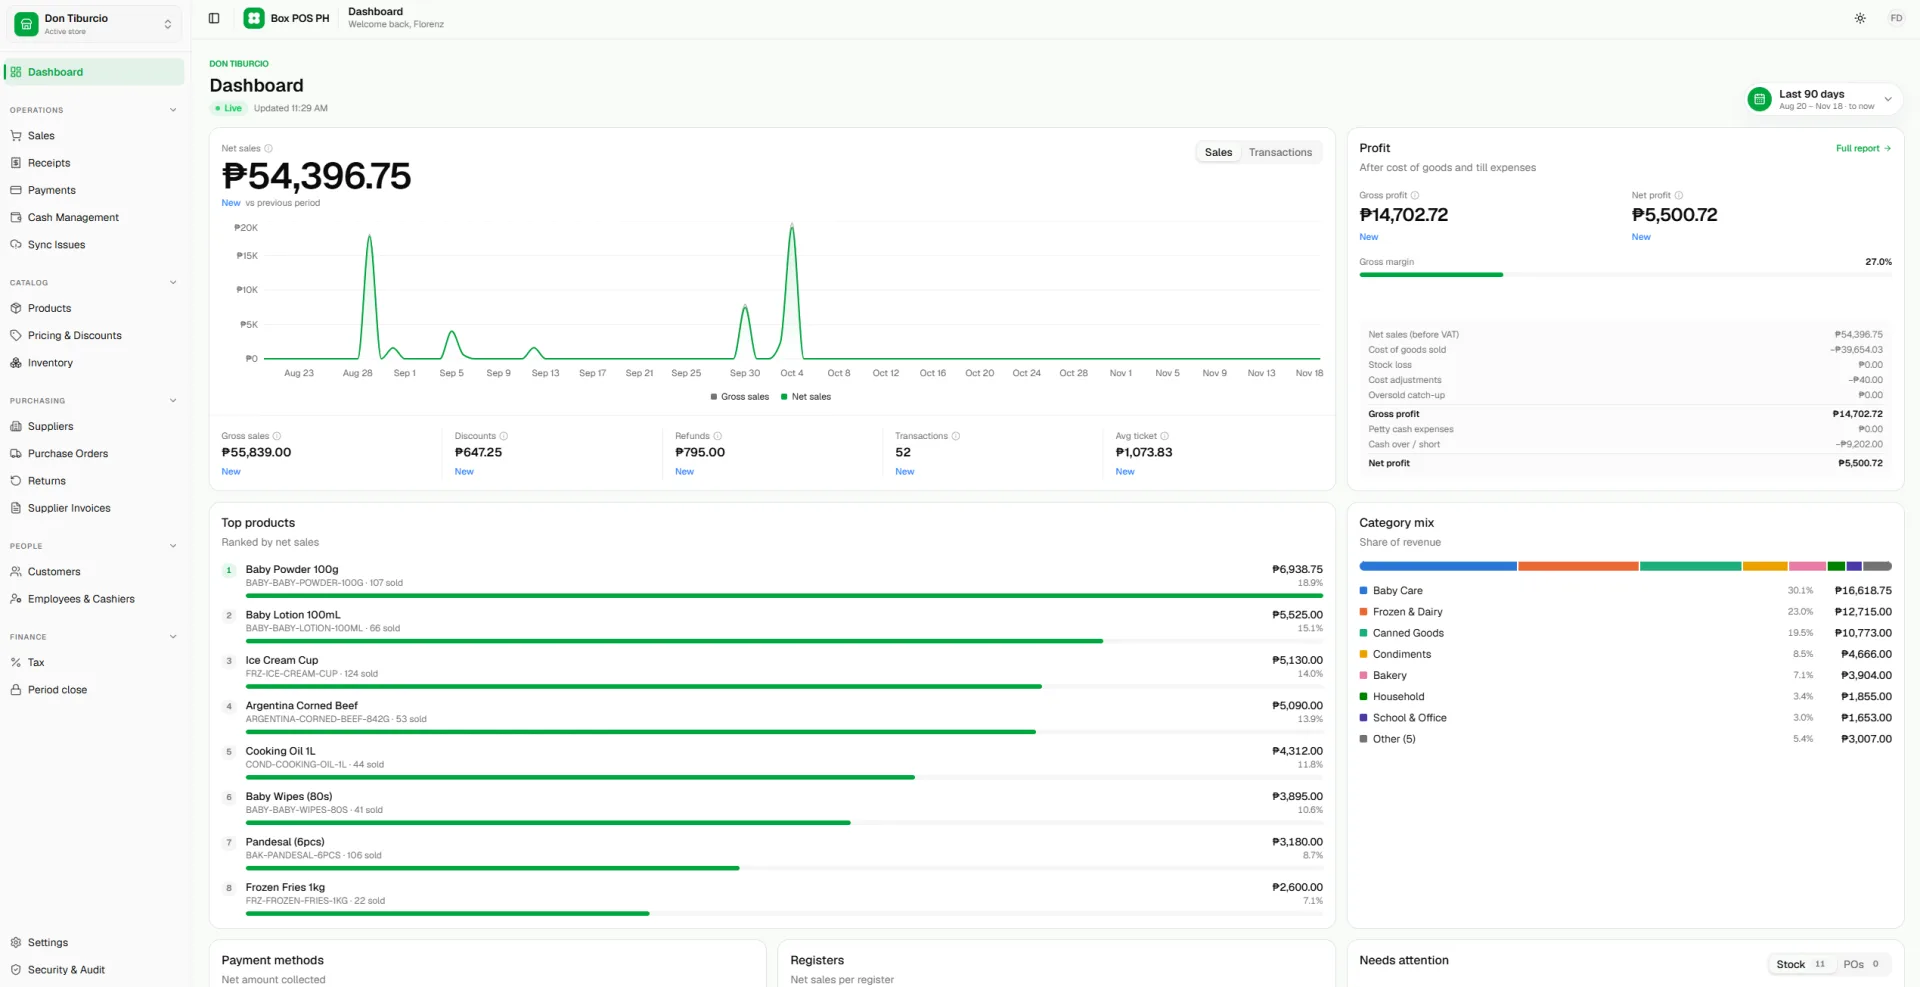 Don Tiburcio
Active store
Dashboard
OPERATIONS
Sales
Receipts
Payments
Cash Management
Sync Issues
CATALOG
Products
Pricing & Discounts
Inventory
PURCHASING
Suppliers
Purchase Orders
Returns
Supplier Invoices
PEOPLE
Customers
Employees & Cashiers
FINANCE
Tax
Period close
Settings
Security & Audit
Box POS PH
Dashboard
Welcome back, Florenz
FD
DON TIBURCIO
Dashboard
Live Updated 11:29 AM
Last 90 days
Aug 20 – Nov 18 · to now
Net sales
₱54,396.75
New vs previous period
Sales Transactions
₱20K
₱15K
₱10K
₱5K
₱0
Aug 23 Aug 28 Sep 1 Sep 5 Sep 9 Sep 13 Sep 17 Sep 21 Sep 25 Sep 30 Oct 4 Oct 8 Oct 12 Oct 16 Oct 20 Oct 24 Oct 28 Nov 1 Nov 5 Nov 9 Nov 13 Nov 18
Gross sales Net sales
Gross sales
₱55,839.00
New
Discounts
₱647.25
New
Refunds
₱795.00
New
Transactions
52
New
Avg ticket
₱1,073.83
New
Profit
Full report →
After cost of goods and till expenses
Gross profit
₱14,702.72
New
Net profit
₱5,500.72
New
Gross margin 27.0%
Net sales (before VAT) ₱54,396.75
Cost of goods sold −₱39,654.03
Stock loss ₱0.00
Cost adjustments −₱40.00
Oversold catch-up ₱0.00
Gross profit ₱14,702.72
Petty cash expenses ₱0.00
Cash over / short −₱9,202.00
Net profit ₱5,500.72
Top products
Ranked by net sales
1 Baby Powder 100g ₱6,938.75
BABY-BABY-POWDER-100G · 107 sold 18.9%
2 Baby Lotion 100mL ₱5,525.00
BABY-BABY-LOTION-100ML · 66 sold 15.1%
3 Ice Cream Cup ₱5,130.00
FRZ-ICE-CREAM-CUP · 124 sold 14.0%
4 Argentina Corned Beef ₱5,090.00
ARGENTINA-CORNED-BEEF-842G · 53 sold 13.9%
5 Cooking Oil 1L ₱4,312.00
COND-COOKING-OIL-1L · 44 sold 11.8%
6 Baby Wipes (80s) ₱3,895.00
BABY-BABY-WIPES-80S · 41 sold 10.6%
7 Pandesal (6pcs) ₱3,180.00
BAK-PANDESAL-6PCS · 106 sold 8.7%
8 Frozen Fries 1kg ₱2,600.00
FRZ-FROZEN-FRIES-1KG · 22 sold 7.1%
Category mix
Share of revenue
Baby Care 30.1% ₱16,618.75
Frozen & Dairy 23.0% ₱12,715.00
Canned Goods 19.5% ₱10,773.00
Condiments 8.5% ₱4,666.00
Bakery 7.1% ₱3,904.00
Household 3.4% ₱1,855.00
School & Office 3.0% ₱1,653.00
Other (5) 5.4% ₱3,007.00
Payment methods
Net amount collected
Registers
Net sales per register
Needs attention
Stock 11 POs 0